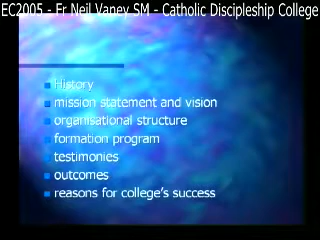 EC2005 - Fr Neil Vaney SM - Catholic Discipleship College
History
mission statement and vision
organisational structure
formation program
testimonies
outcomes
reasons for college's success